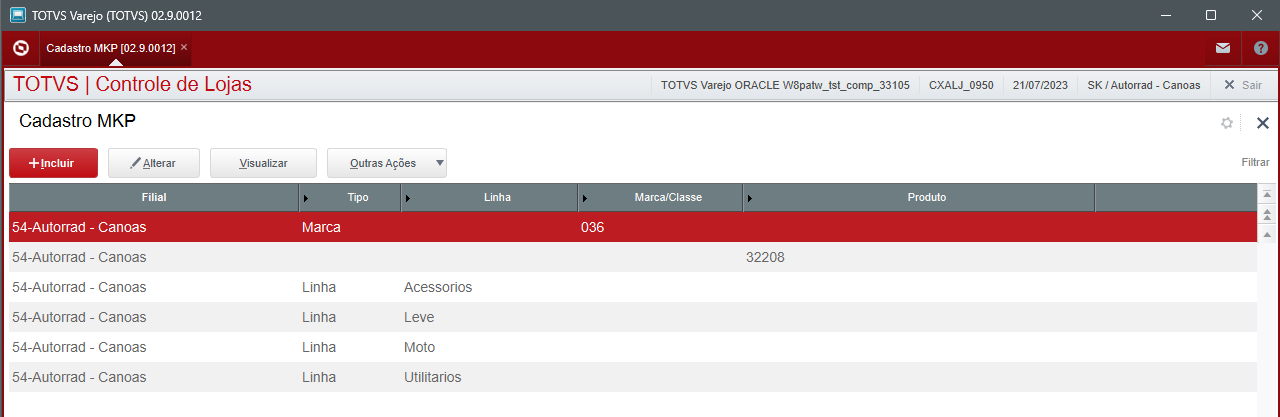 TOTVS Varejo (TOTVS) 02.9.0012
Cadastro MKP [02.9.0012] ×
TOTVS | Controle de Lojas TOTVS Varejo ORACLE W8patw_tst_comp_33105 CXALJ_0950 21/07/2023 SK / Autorrad - Canoas Sair
Cadastro MKP
Incluir Alterar Visualizar Outras Ações Filtrar
Filial Tipo Linha Marca/Classe Produto
54-Autorrad - Canoas Marca 036
54-Autorrad - Canoas 32208
54-Autorrad - Canoas Linha Acessorios
54-Autorrad - Canoas Linha Leve
54-Autorrad - Canoas Linha Moto
54-Autorrad - Canoas Linha Utilitarios